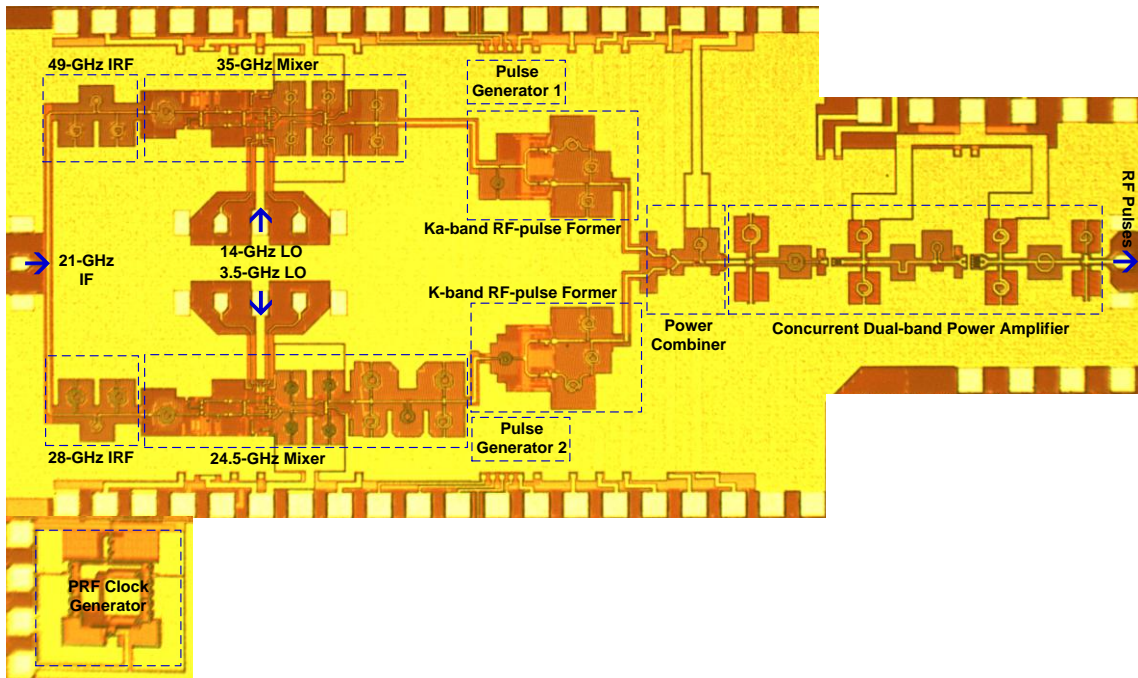 49-GHz IRF
35-GHz Mixer
Pulse
Generator 1
Ka-band RF-pulse Former
14-GHz LO
3.5-GHz LO
21-GHz
IF
K-band RF-pulse Former
Power
Combiner
Concurrent Dual-band Power Amplifier
RF Pulses
28-GHz IRF
24.5-GHz Mixer
Pulse
Generator 2
PRF Clock
Generator